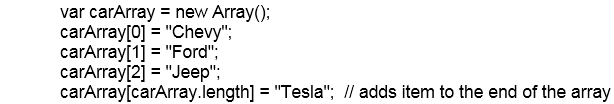 var carArray = new Array();
carArray[0] = "Chevy";
carArray[1] = "Ford";
carArray[2] = "Jeep";
carArray[carArray.length] = "Tesla";  // adds item to the end of the array